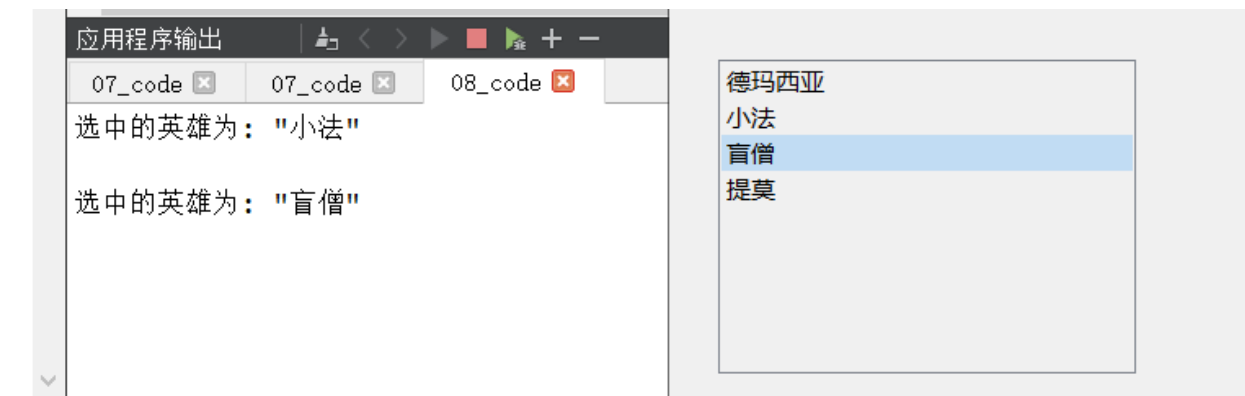 应用程序输出
07_code 07_code 08_code
选中的英雄为: "小法"
选中的英雄为: "盲僧"
德玛西亚
小法
盲僧
提莫